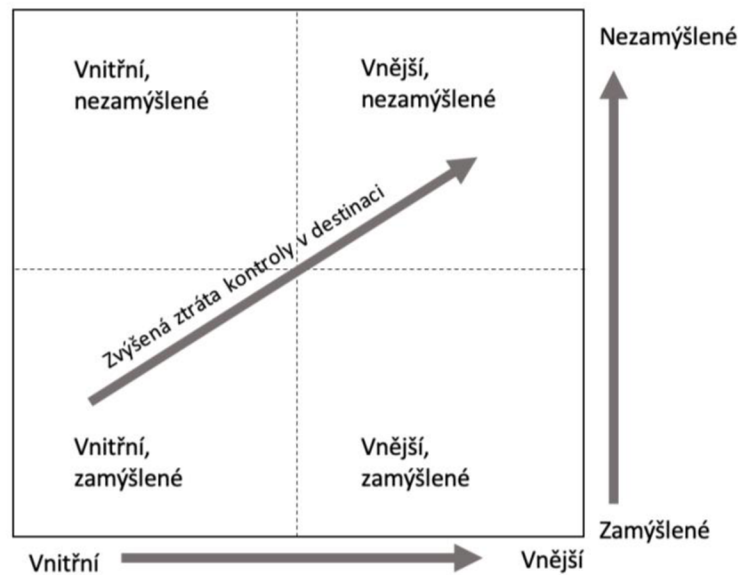 Nezamýšlené
Vnitřní,
nezamýšlené
Vnější,
nezamýšlené
Zvýšená ztráta kontroly v destinaci
Vnitřní,
zamýšlené
Vnější,
zamýšlené
Zamýšlené
Vnitřní
Vnější